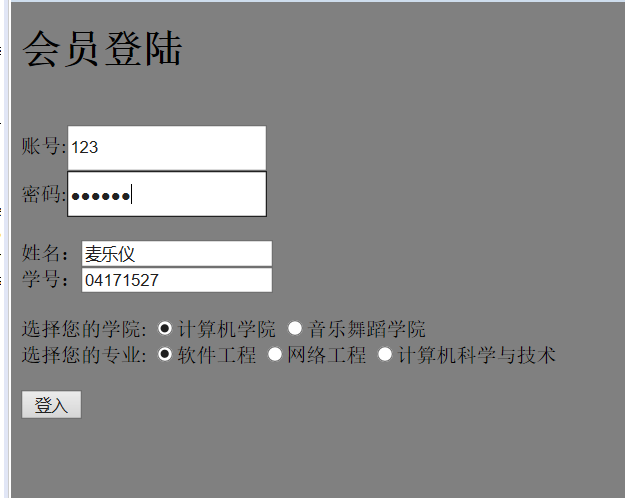 会员登陆
账号:123
密码:••••••
姓名：麦乐仪
学号：04171527
选择您的学院: 计算机学院 音乐舞蹈学院
选择您的专业: 软件工程 网络工程 计算机科学与技术
登入